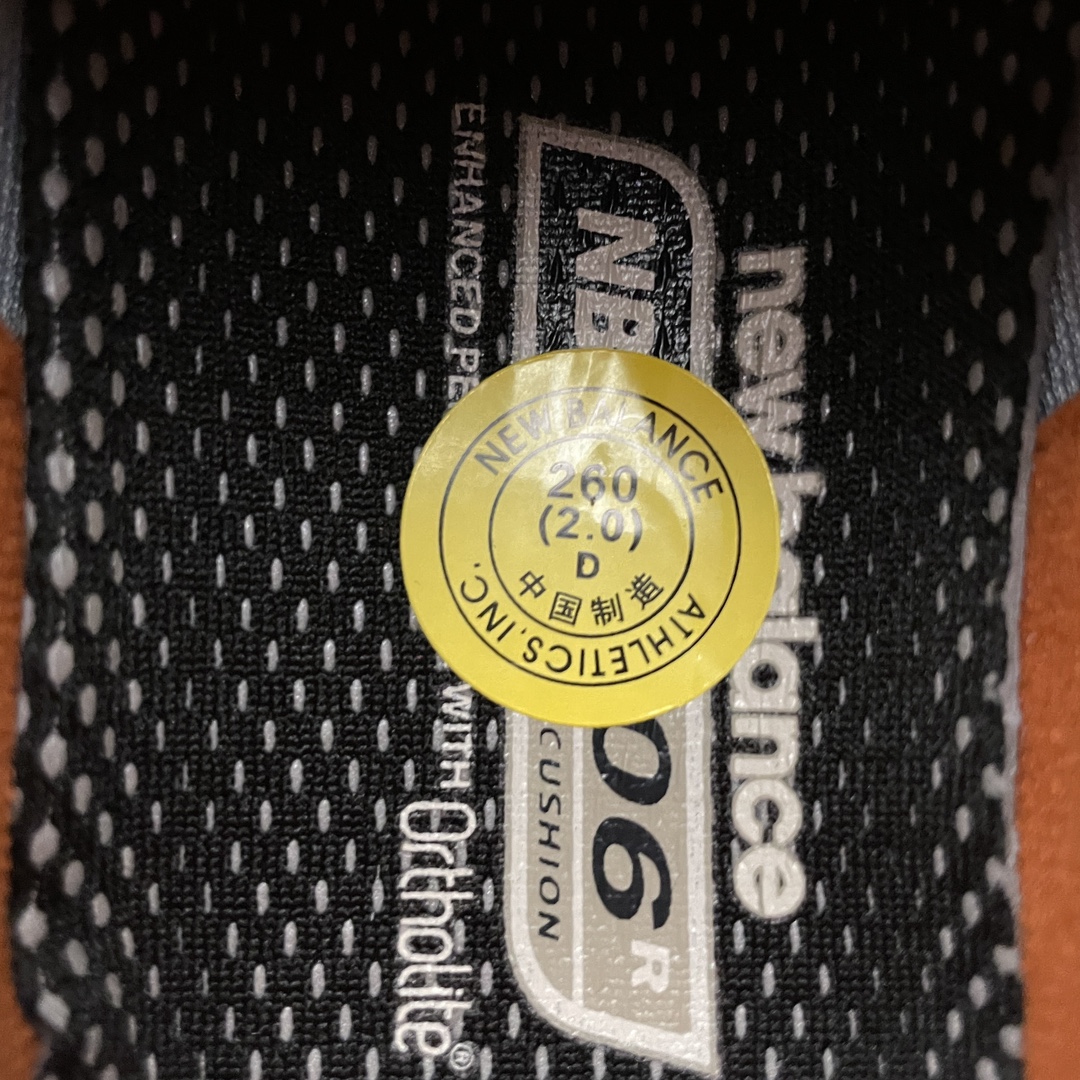 new balance
NB
06 R
CUSHION
ENHANCED
WITH
Ortholite®
NEW BALANCE
ATHLETICS, INC.
260
(2.0)
D
中国制造